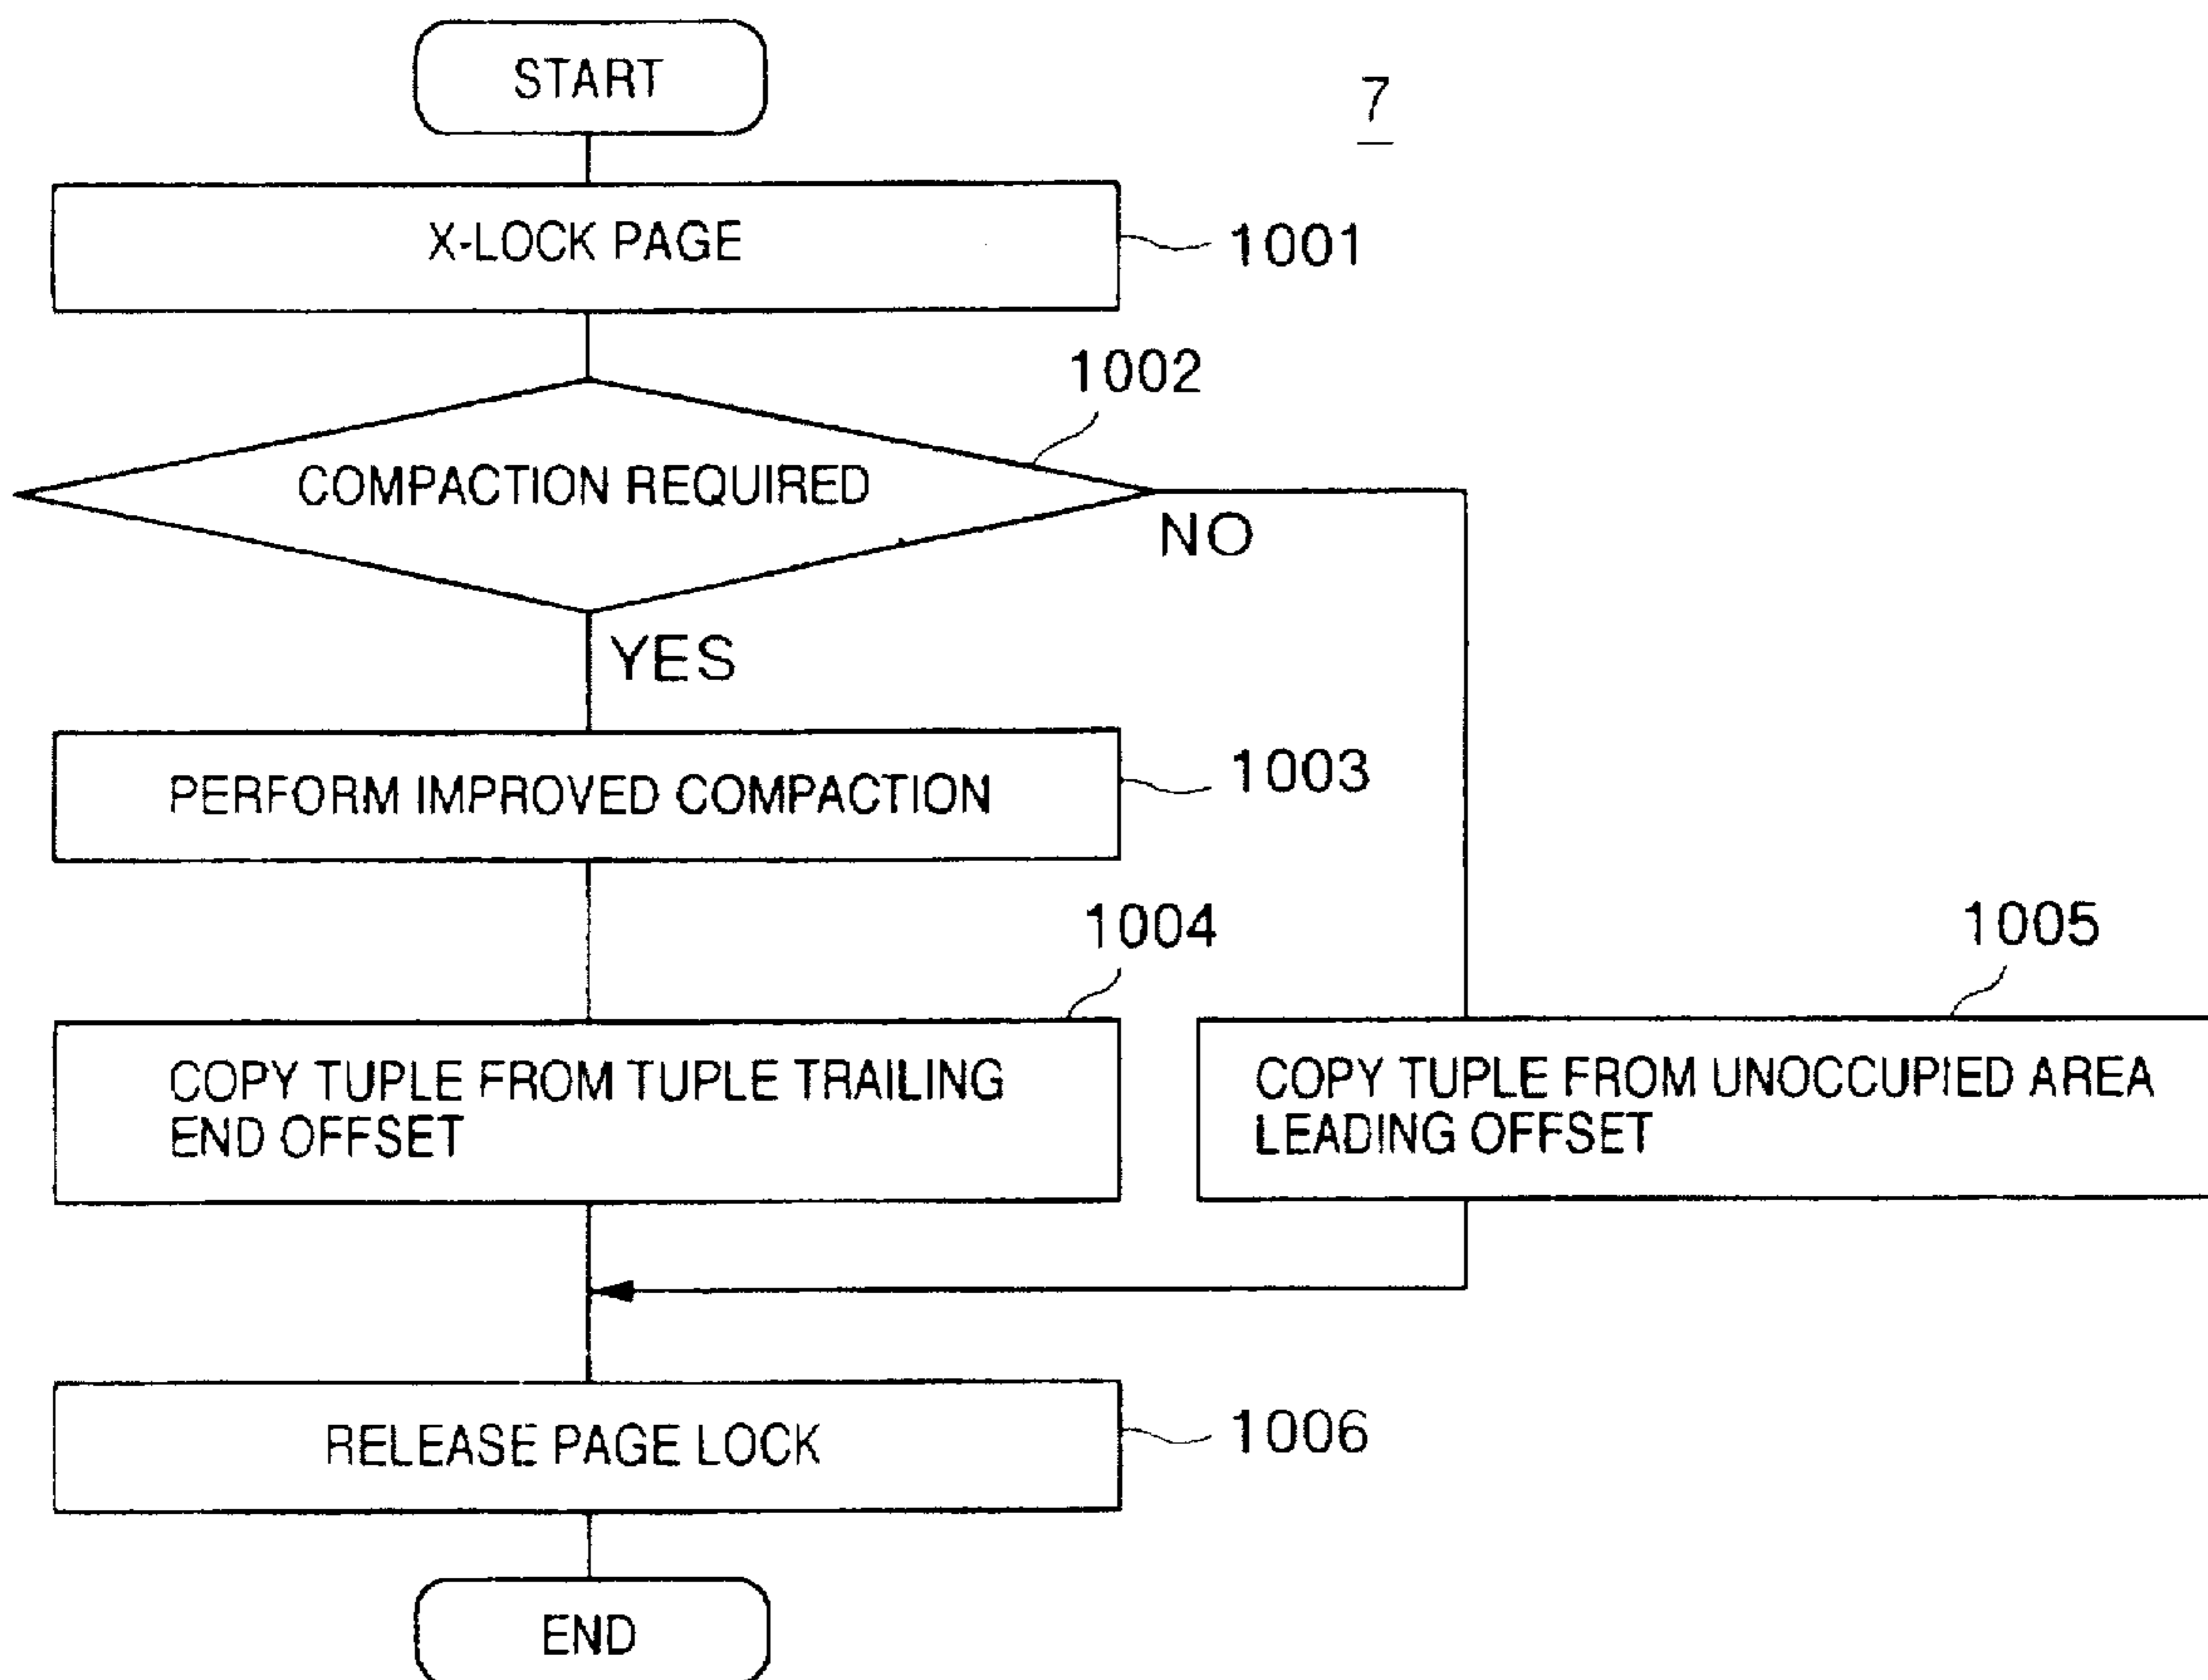 START
7
X-LOCK PAGE
1001
1002
COMPACTION REQUIRED
NO
YES
PERFORM IMPROVED COMPACTION
1003
1004
1005
COPY TUPLE FROM TUPLE TRAILING
END OFFSET
COPY TUPLE FROM UNOCCUPIED AREA
LEADING OFFSET
RELEASE PAGE LOCK
1006
END